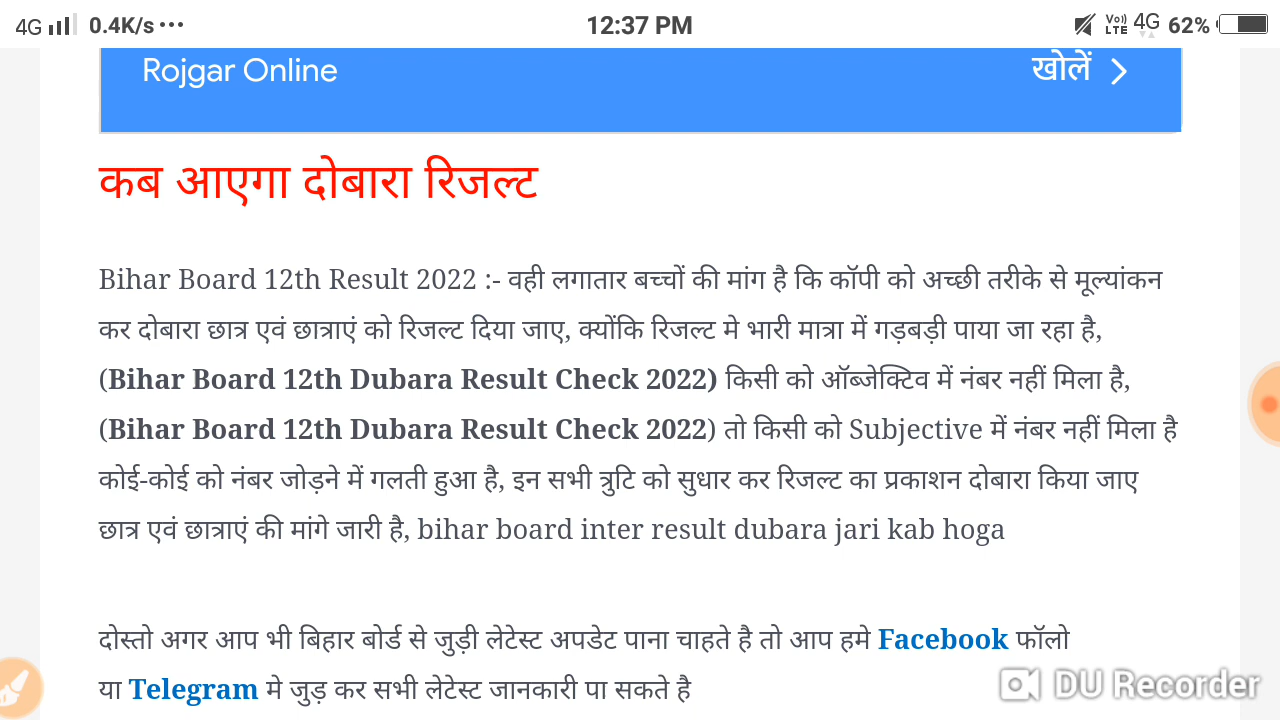 4G 0.4K/s ••• 12:37 PM Vo) LTE 4G 62%
Rojgar Online खोलें
कब आएगा दोबारा रिजल्ट
Bihar Board 12th Result 2022 :- वही लगातार बच्चों की मांग है कि कॉपी को अच्छी तरीके से मूल्यांकन
कर दोबारा छात्र एवं छात्राएं को रिजल्ट दिया जाए, क्योंकि रिजल्ट मे भारी मात्रा में गड़बड़ी पाया जा रहा है,
(Bihar Board 12th Dubara Result Check 2022) किसी को ऑब्जेक्टिव में नंबर नहीं मिला है,
(Bihar Board 12th Dubara Result Check 2022) तो किसी को Subjective में नंबर नहीं मिला है
कोई-कोई को नंबर जोड़ने में गलती हुआ है, इन सभी त्रुटि को सुधार कर रिजल्ट का प्रकाशन दोबारा किया जाए
छात्र एवं छात्राएं की मांगे जारी है, bihar board inter result dubara jari kab hoga
दोस्तो अगर आप भी बिहार बोर्ड से जुड़ी लेटेस्ट अपडेट पाना चाहते है तो आप हमे Facebook फॉलो
या Telegram मे जुड़ कर सभी लेटेस्ट जानकारी पा सकते है
DU Recorder